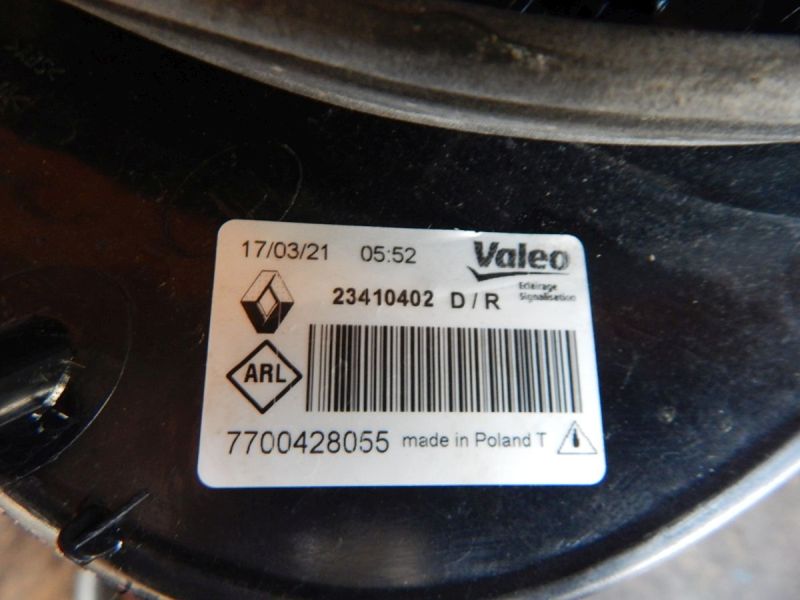 17/03/21 05:52 Valeo
Eclairage
Signalisation
23410402 D/R
ARL
7700428055 made in Poland T